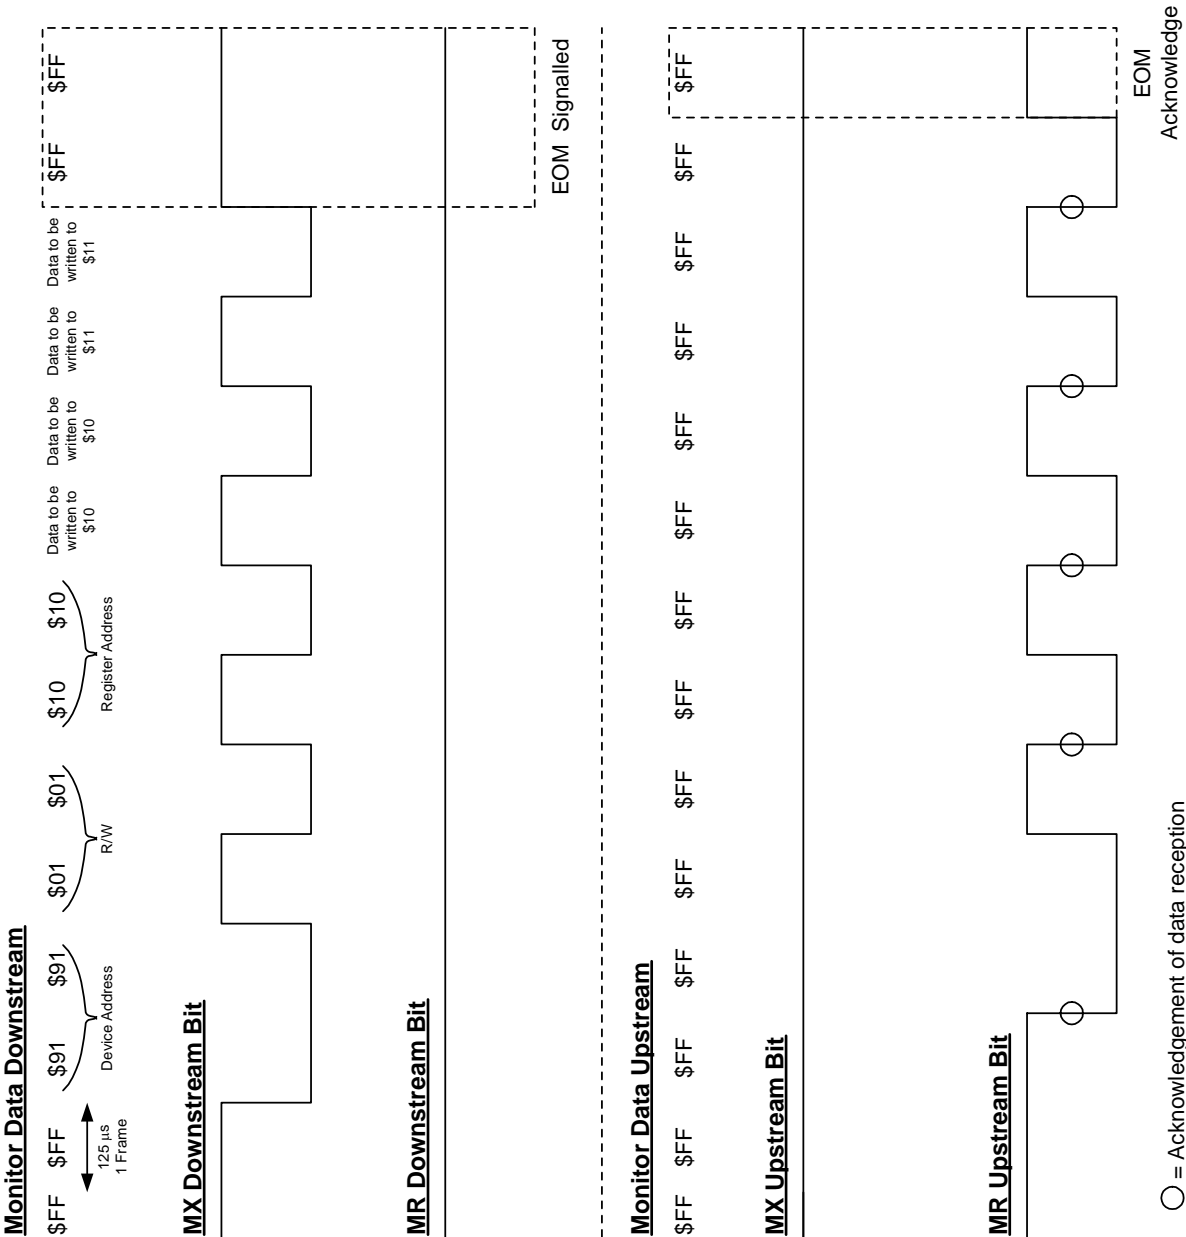 Monitor Data Downstream
$FF $FF $91 $91 $01 $01 $10 $10
Data to be
written to
$10
Data to be
written to
$10
Data to be
written to
$11
Data to be
written to
$11
$FF $FF
125 µs
1 Frame
Device Address
R/W
Register Address
MX Downstream Bit
MR Downstream Bit
EOM Signalled
Monitor Data Upstream
$FF $FF $FF $FF $FF $FF $FF $FF $FF $FF $FF $FF $FF $FF
MX Upstream Bit
MR Upstream Bit
EOM
Acknowledge
= Acknowledgement of data reception